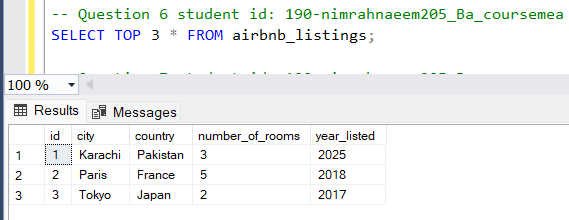 -- Question 6 student id: 190-nimrahnaeem205_Ba_coursemea
SELECT TOP 3 * FROM airbnb_listings;
100 %
Results Messages
id city country number_of_rooms year_listed
1 1 Karachi Pakistan 3 2025
2 2 Paris France 5 2018
3 3 Tokyo Japan 2 2017